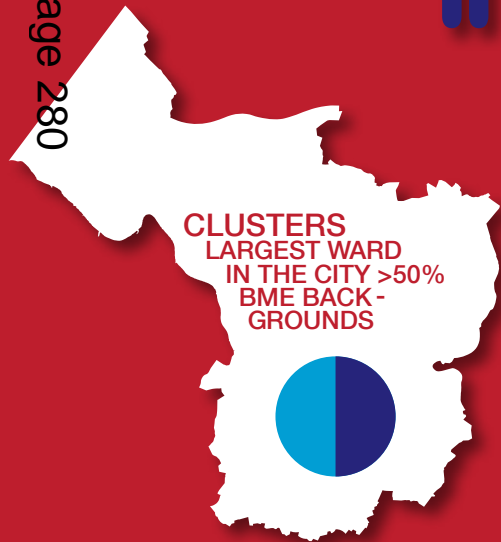 age 280
CLUSTERS
LARGEST WARD
IN THE CITY >50%
BME BACK-
GROUNDS